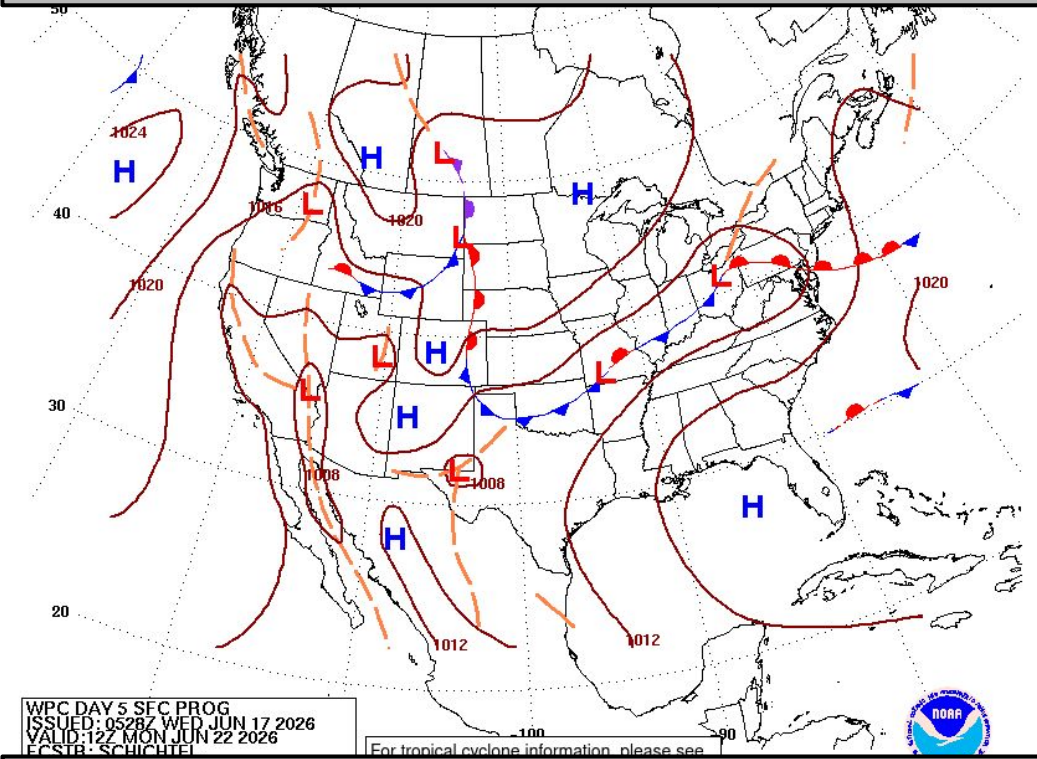 50
1024
H
H
L
H
40
1016
L
1020
L
1020
L
1020
L
H
L
L
H
30
1008
L
1008
H
H
20
1012
1012
WPC DAY 5 SFC PROG
ISSUED: 0528Z WED JUN 17 2026
VALID:12Z MON JUN 22 2026
FCSTR: SCHICHTEL
-100
-90
For tropical cyclone information, please see
NOAA